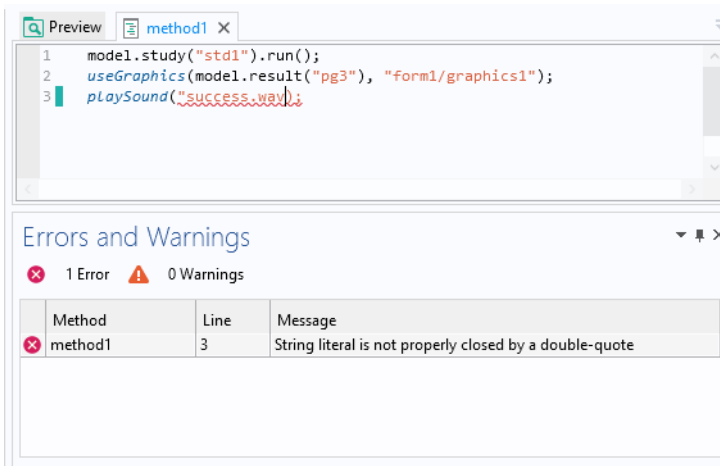 Preview method1
1 model.study("std1").run();
2 useGraphics(model.result("pg3"), "form1/graphics1");
3 playSound("success.wav);
Errors and Warnings
1 Error 0 Warnings
Method Line Message
method1 3 String literal is not properly closed by a double-quote